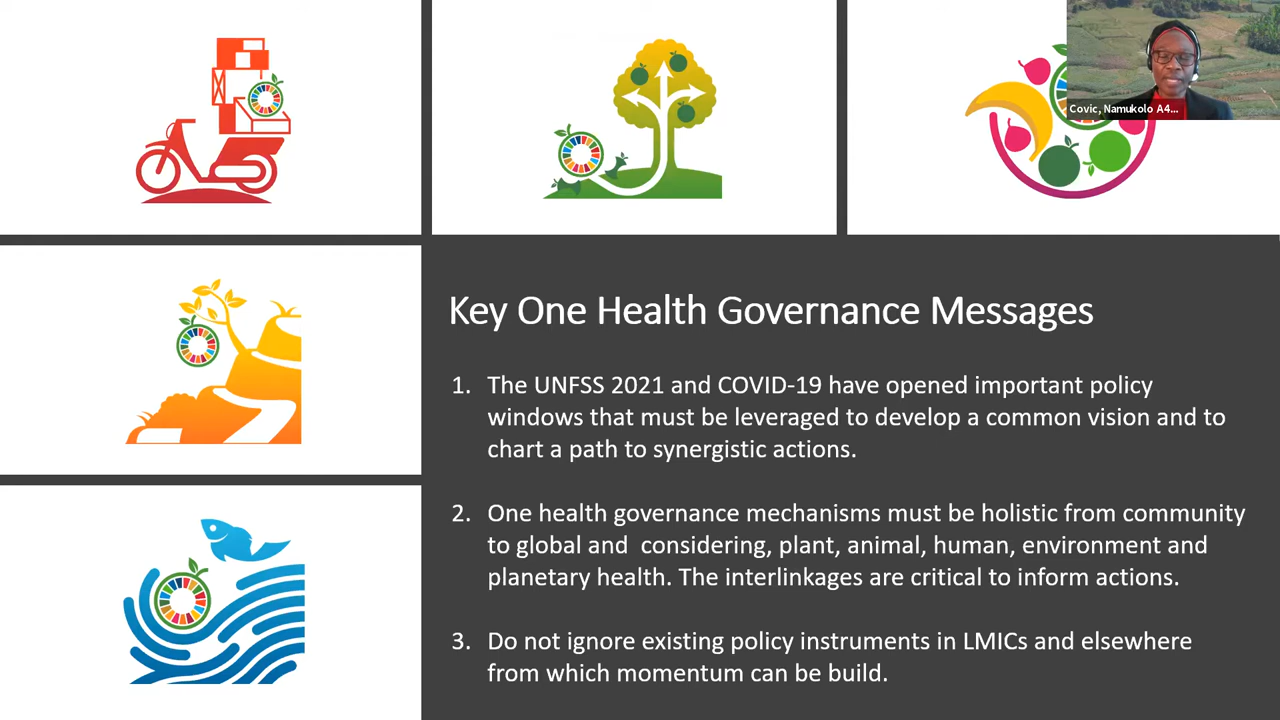 Covic, Namukolo A4...
Key One Health Governance Messages
1. The UNFSS 2021 and COVID-19 have opened important policy
windows that must be leveraged to develop a common vision and to
chart a path to synergistic actions.
2. One health governance mechanisms must be holistic from community
to global and  considering, plant, animal, human, environment and
planetary health. The interlinkages are critical to inform actions.
3. Do not ignore existing policy instruments in LMICs and elsewhere
from which momentum can be build.